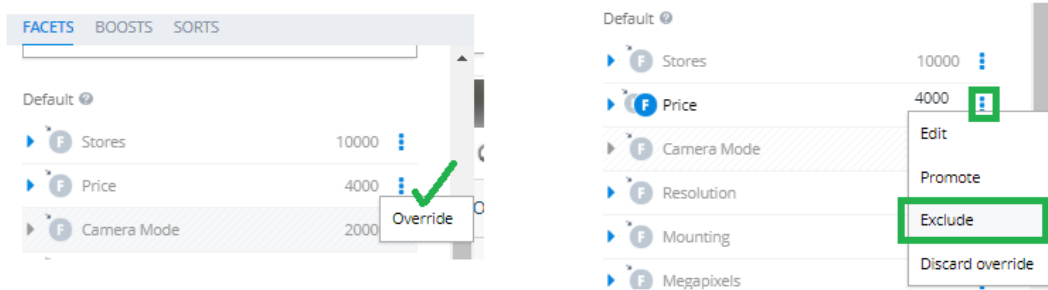 FACETS BOOSTS SORTS
Default
F Stores 10000
F Price 4000
Override
F Camera Mode 2000
Default
F Stores 10000
F Price 4000
Edit
F Camera Mode
Promote
F Resolution
Exclude
F Mounting
Discard override
F Megapixels